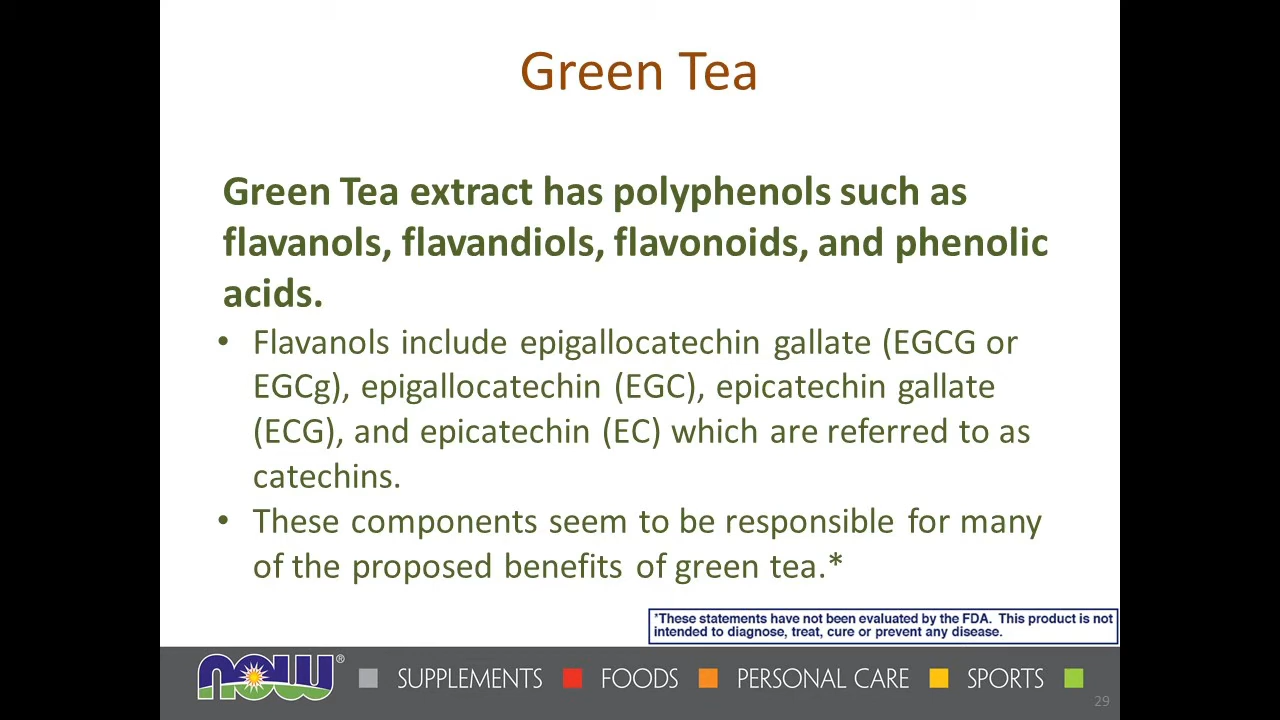 Green Tea
Green Tea extract has polyphenols such as
flavanols, flavandiols, flavonoids, and phenolic
acids.
• Flavanols include epigallocatechin gallate (EGCG or
EGCg), epigallocatechin (EGC), epicatechin gallate
(ECG), and epicatechin (EC) which are referred to as
catechins.
• These components seem to be responsible for many
of the proposed benefits of green tea.*
*These statements have not been evaluated by the FDA. This product is not
intended to diagnose, treat, cure or prevent any disease.
NOW® SUPPLEMENTS FOODS PERSONAL CARE SPORTS
29